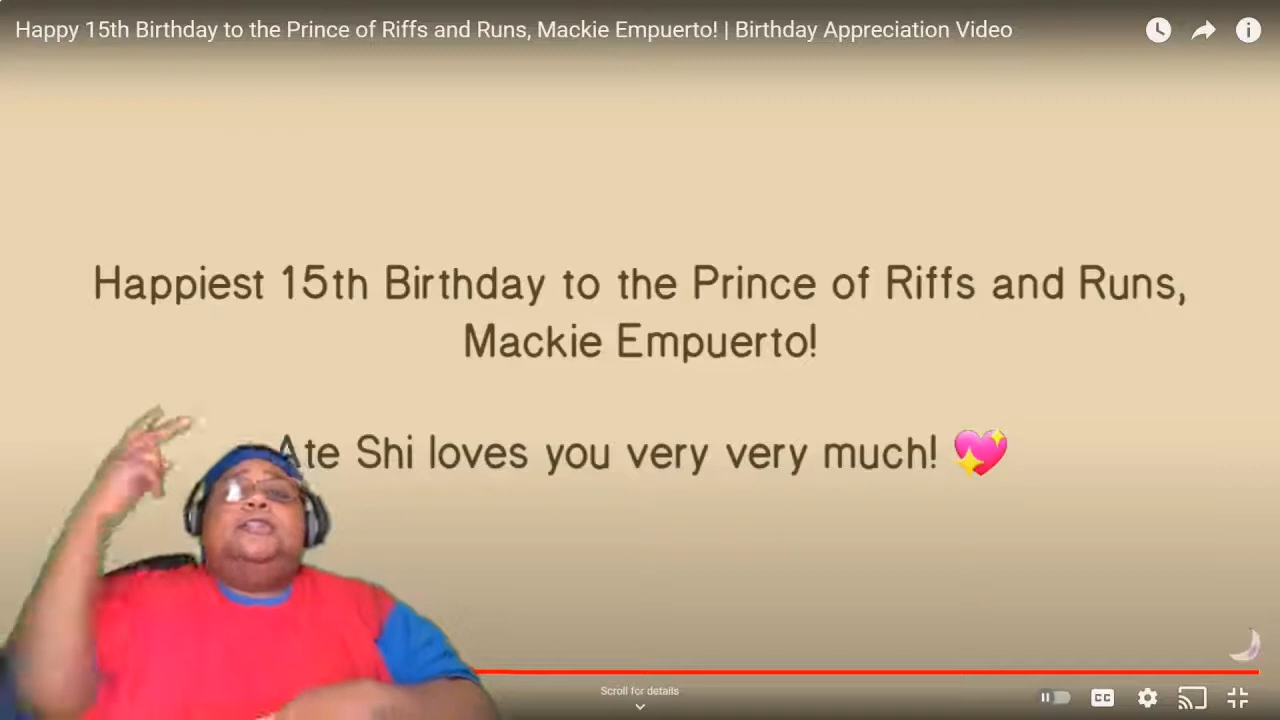 Happy 15th Birthday to the Prince of Riffs and Runs, Mackie Empuerto! | Birthday Appreciation Video
Happiest 15th Birthday to the Prince of Riffs and Runs,
Mackie Empuerto!
Ate Shi loves you very very much! 💖
Scroll for details
CC